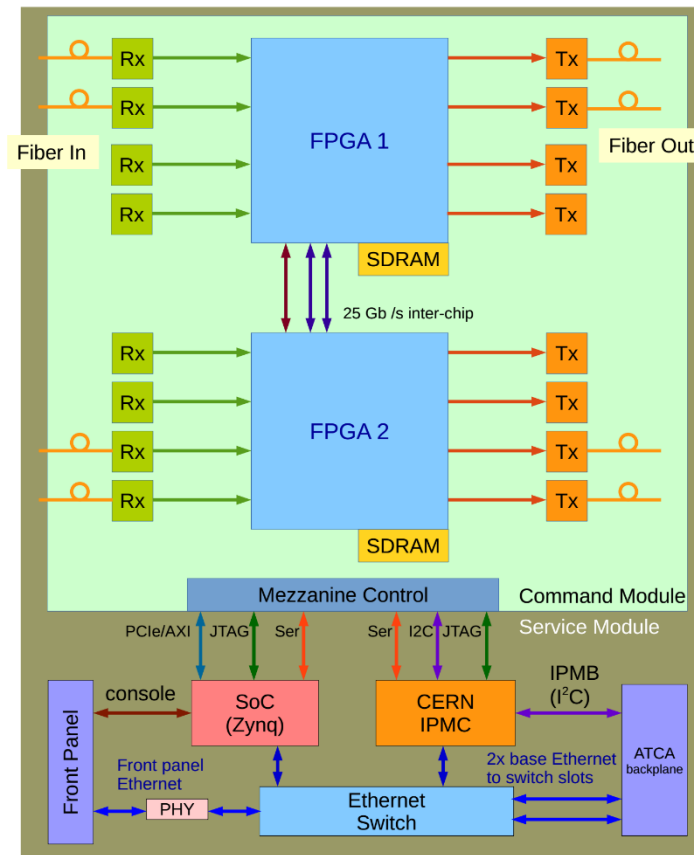 Rx
Tx
Rx
Tx
Fiber In
FPGA 1
Fiber Out
Rx
Tx
Rx
Tx
SDRAM
25 Gb /s inter-chip
Rx
Tx
Rx
Tx
FPGA 2
Rx
Tx
Rx
Tx
SDRAM
Mezzanine Control
Command Module
Service Module
PCIe/AXI
JTAG
Ser
Ser
I2C
JTAG
console
SoC
(Zynq)
CERN
IPMC
IPMB
(I²C)
Front Panel
ATCA
backplane
Front panel
Ethernet
2x base Ethernet
to switch slots
PHY
Ethernet
Switch